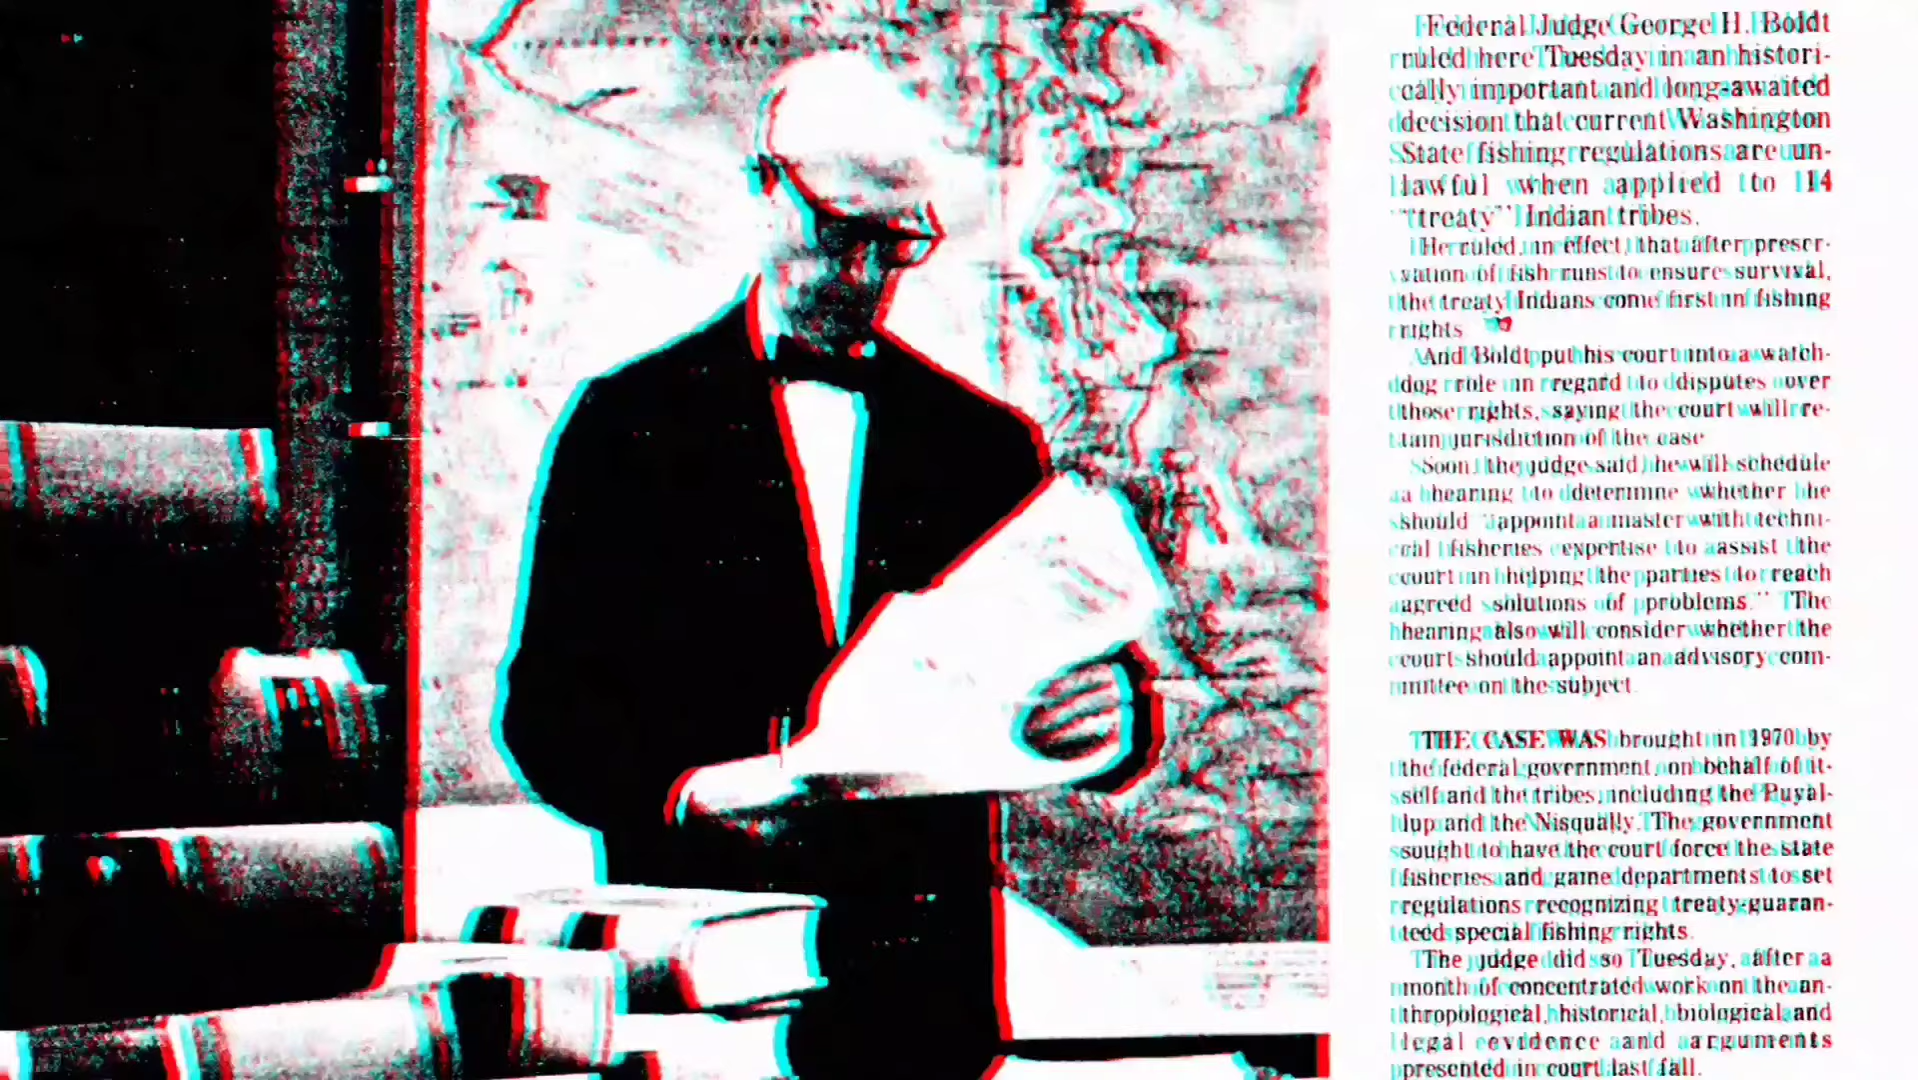 Federal Judge George H. Boldt
ruled here Tuesday in an histori-
cally important and long-awaited
decision that current Washington
State fishing regulations are un-
lawful when applied to 14
"treaty" Indian tribes.
He ruled, in effect, that after preser-
vation of fish runs to ensure survival,
the treaty Indians come first in fishing
rights
And Boldt put his court into a watch-
dog role in regard to disputes over
those rights, saying the court will re-
tain jurisdiction of the case
Soon, the judge said, he will schedule
a hearing to determine whether he
should "appoint a master with techni-
cal fisheries expertise to assist the
court in helping the parties to reach
agreed solutions of problems." The
hearing also will consider whether the
court should appoint an advisory com-
mittee on the subject.
THE CASE WAS brought in 1970 by
the federal government, on behalf of it-
self and the tribes, including the Puyal-
lup and the Nisqually. The government
sought to have the court force the state
fisheries and game departments to set
regulations recognizing treaty-guaran-
teed special fishing rights.
The judge did so Tuesday, after a
month of concentrated work on the an-
thropological, historical, biological and
legal evidence and arguments
presented in court last fall.